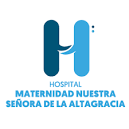 HOSPITAL
MATERNIDAD NUESTRA
SEÑORA DE LA ALTAGRACIA